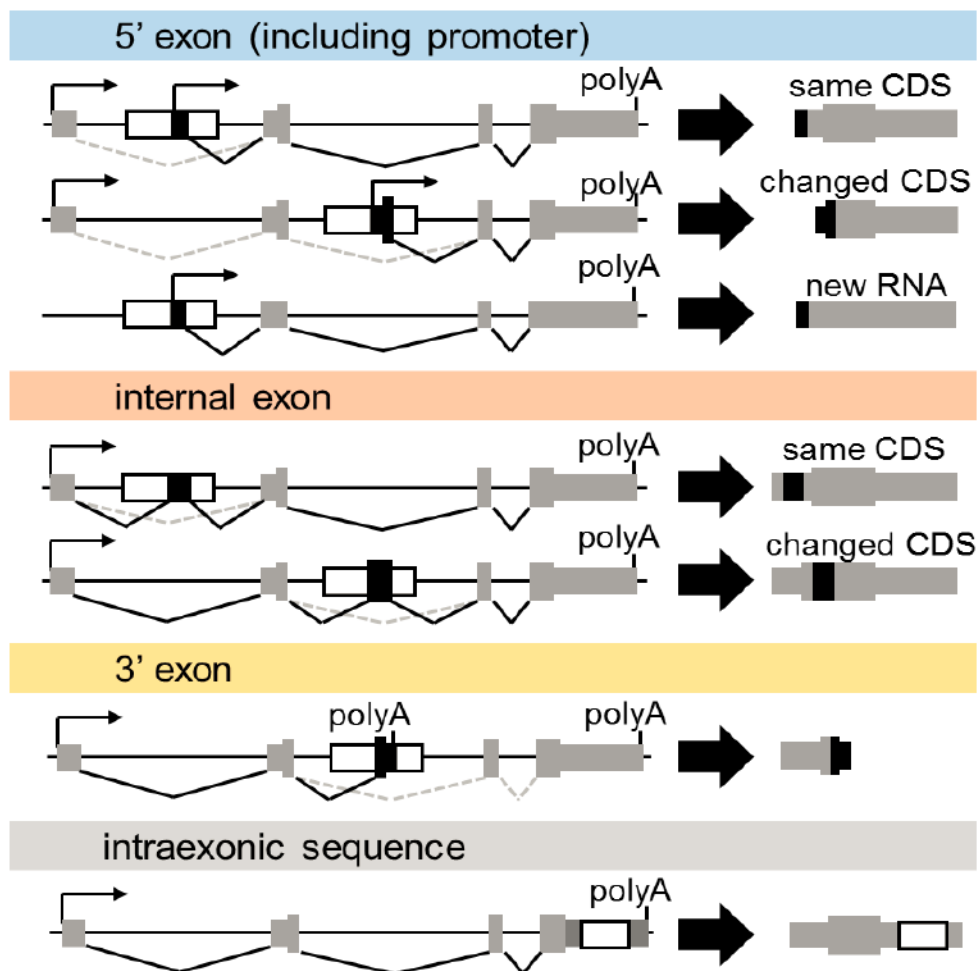 5’ exon (including promoter)
polyA
same CDS
polyA
changed CDS
polyA
new RNA
internal exon
polyA
same CDS
polyA
changed CDS
3’ exon
polyA
polyA
intraexonic sequence
polyA